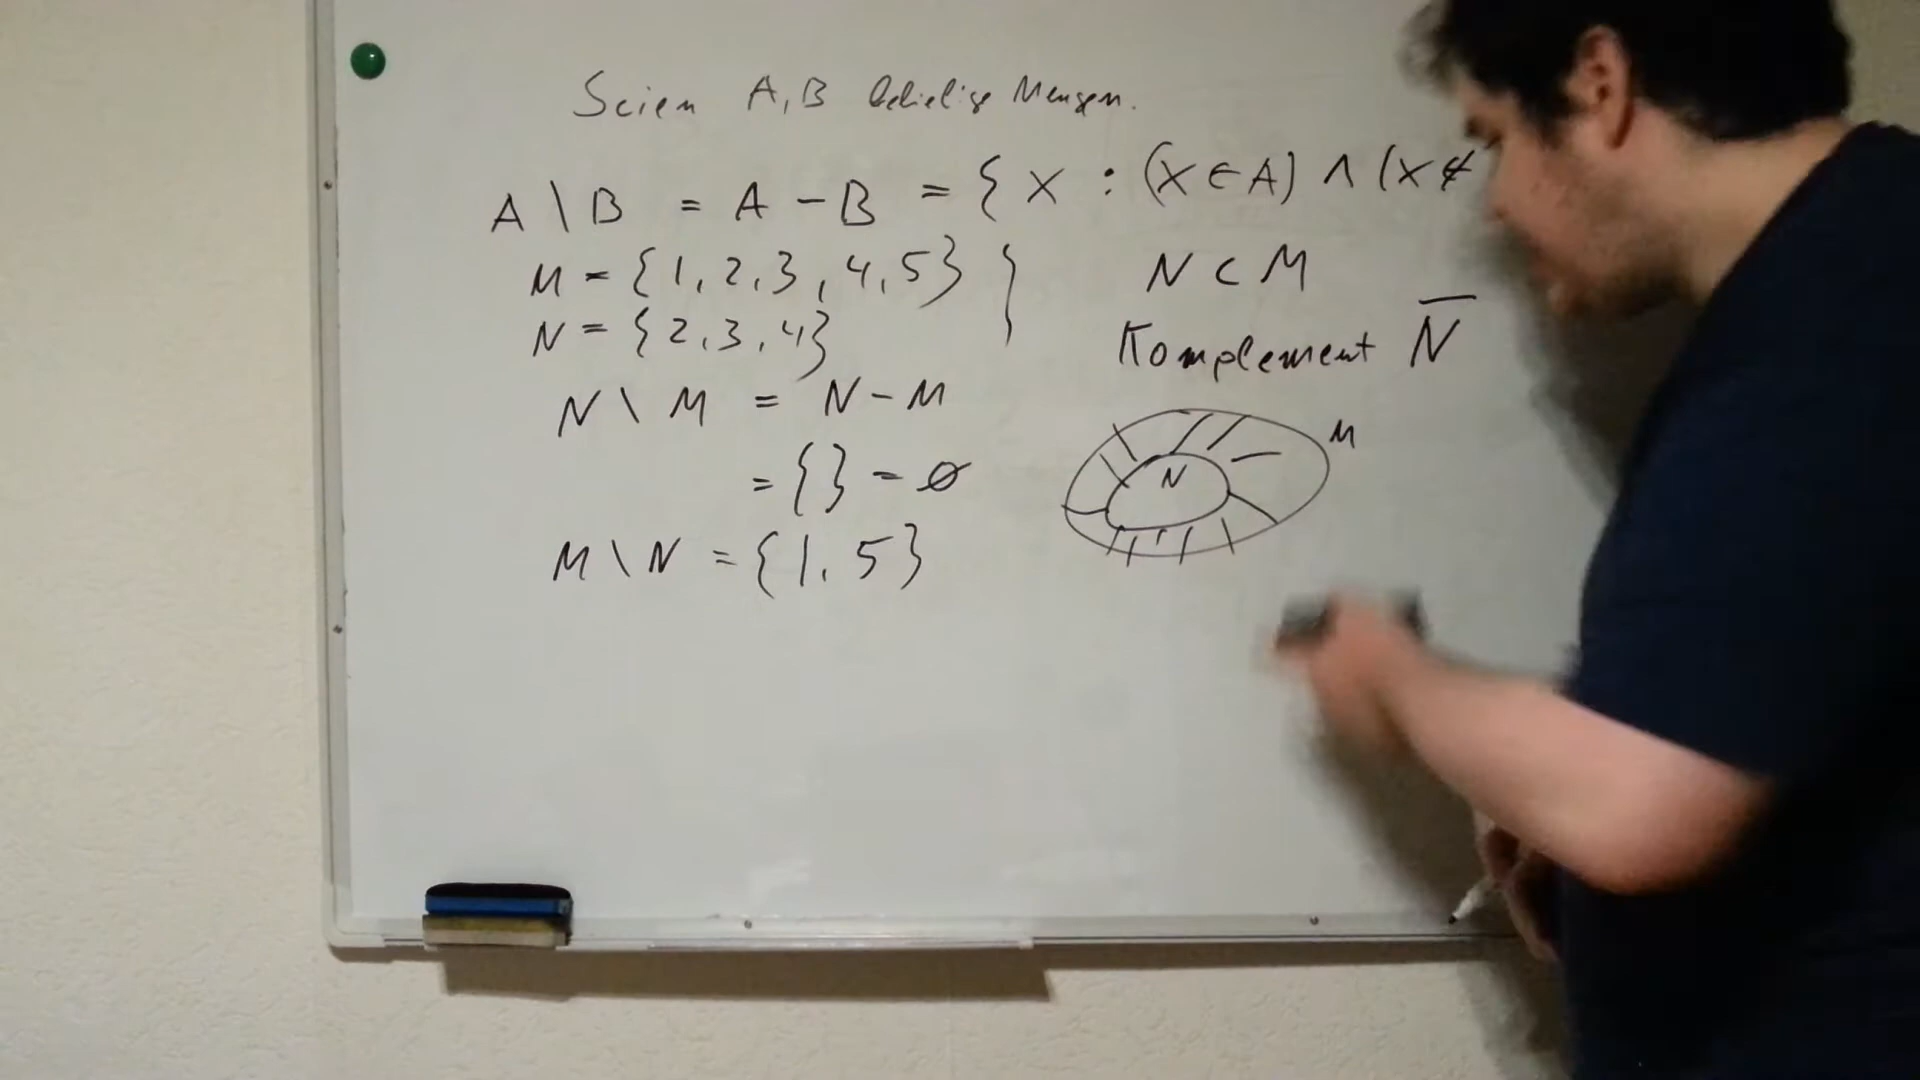 Seien A, B beliebige Mengen.
A \ B = A - B = { x : (x ∈ A) ∧ (x ∉
M = {1, 2, 3, 4, 5} }
N = {2, 3, 4}
N \ M = N - M
= {} = ∅
M \ N = {1, 5}
N ⊂ M
Komplement N̅
M
N